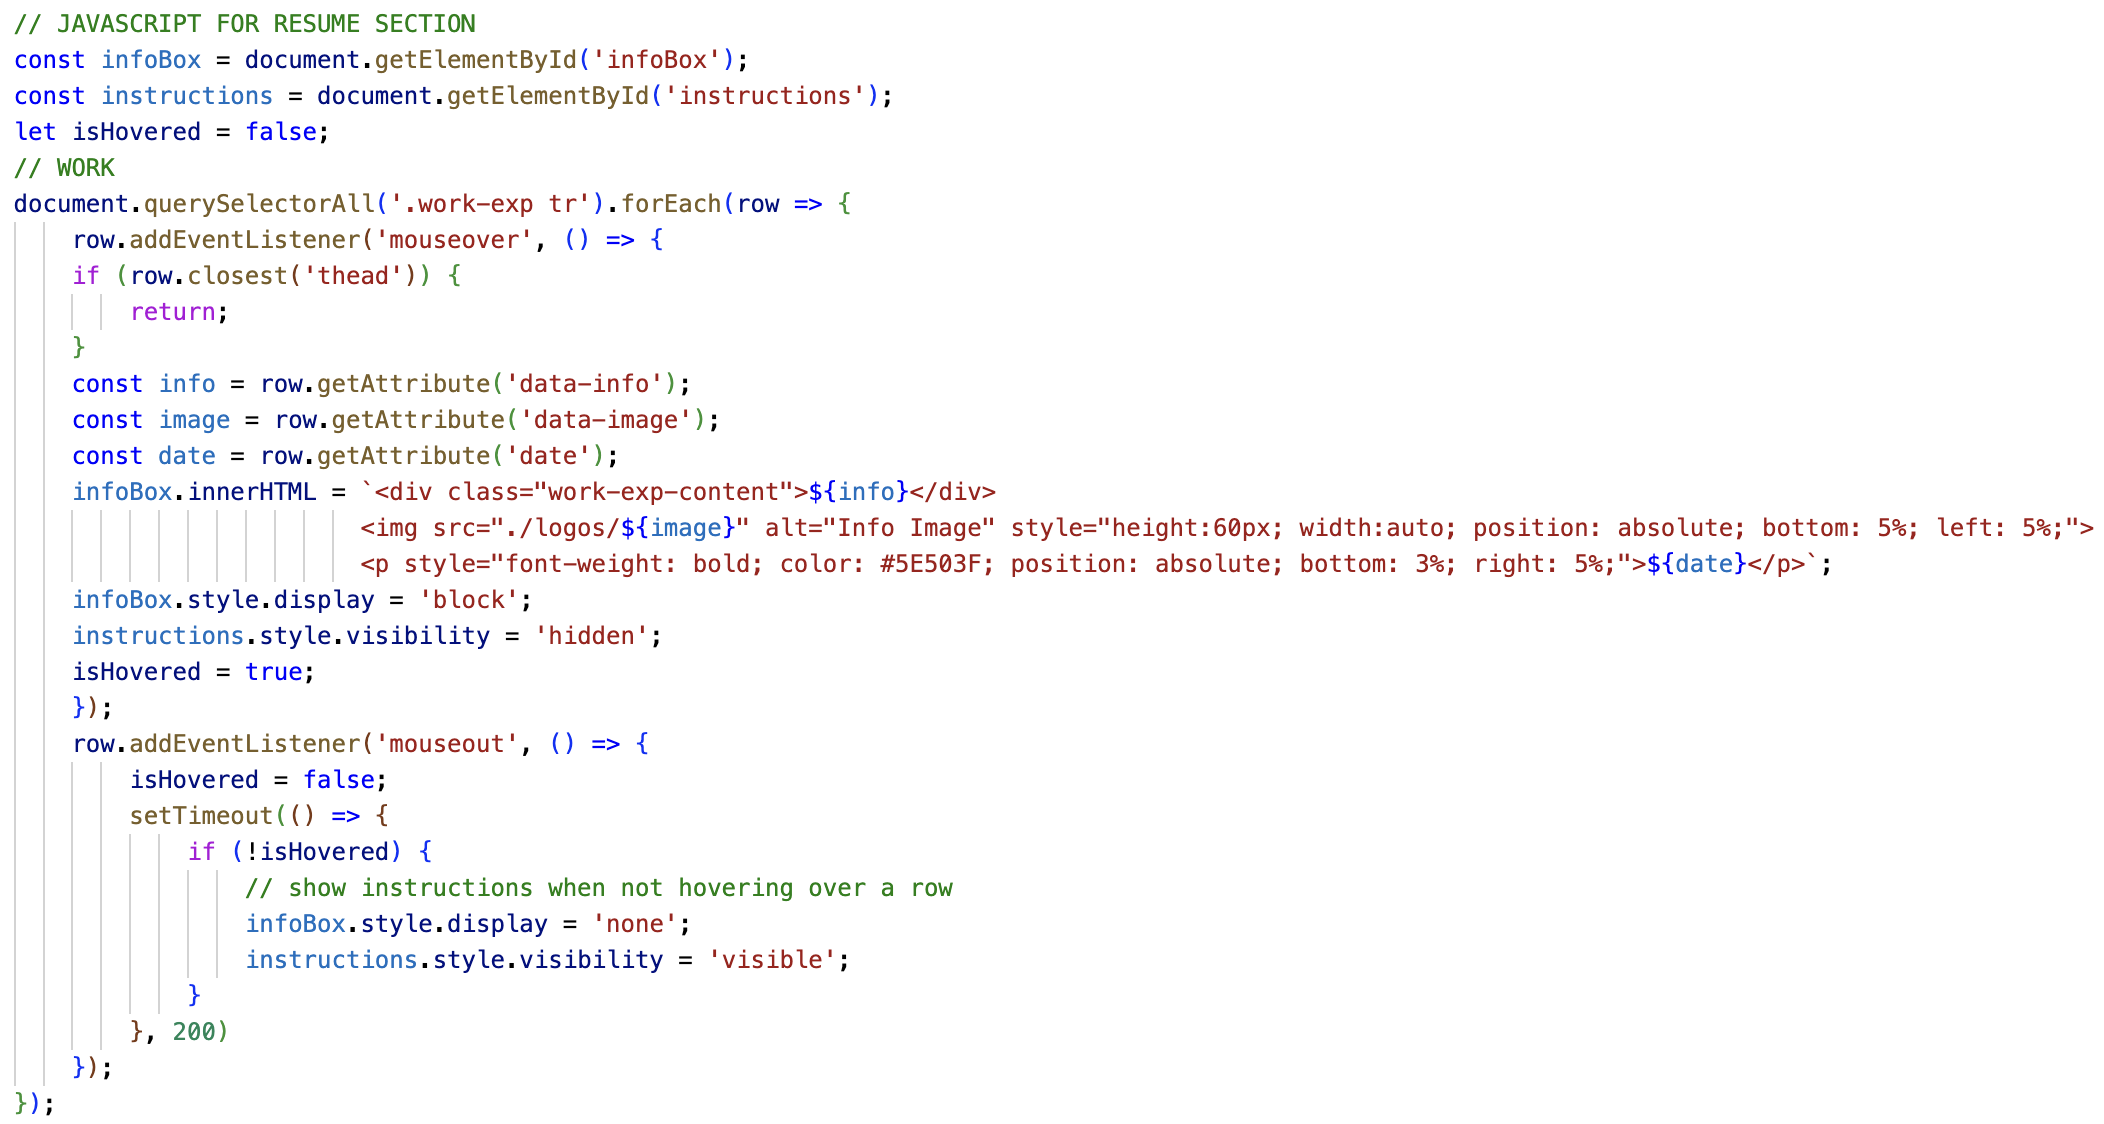 // JAVASCRIPT FOR RESUME SECTION
const infoBox = document.getElementById('infoBox');
const instructions = document.getElementById('instructions');
let isHovered = false;
// WORK
document.querySelectorAll('.work-exp tr').forEach(row => {
    row.addEventListener('mouseover', () => {
    if (row.closest('thead')) {
        return;
    }
    const info = row.getAttribute('data-info');
    const image = row.getAttribute('data-image');
    const date = row.getAttribute('date');
    infoBox.innerHTML = `<div class="work-exp-content">${info}</div>
                        <img src="./logos/${image}" alt="Info Image" style="height:60px; width:auto; position: absolute; bottom: 5%; left: 5%;">
                        <p style="font-weight: bold; color: #5E503F; position: absolute; bottom: 3%; right: 5%;">${date}</p>`;
    infoBox.style.display = 'block';
    instructions.style.visibility = 'hidden';
    isHovered = true;
    });
    row.addEventListener('mouseout', () => {
        isHovered = false;
        setTimeout(() => {
            if (!isHovered) {
                // show instructions when not hovering over a row
                infoBox.style.display = 'none';
                instructions.style.visibility = 'visible';
            }
        }, 200)
    });
});